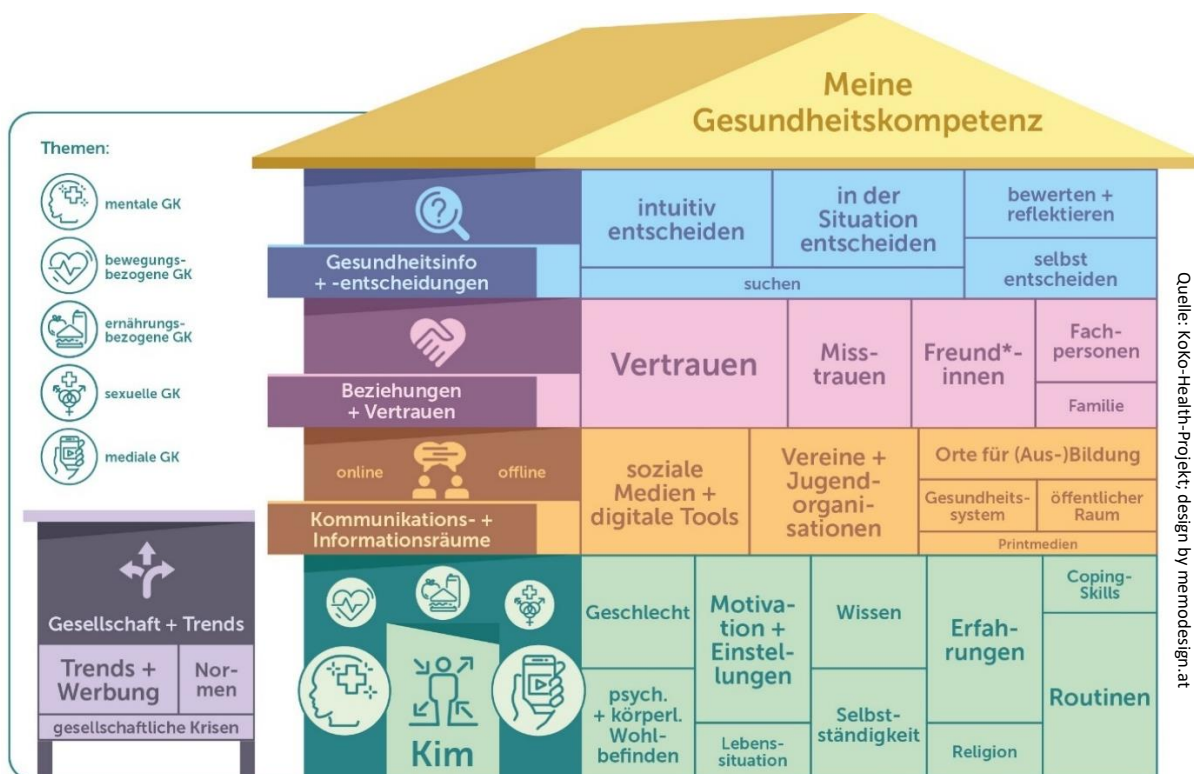 Meine
Gesundheitskompetenz
Themen:
mentale GK
bewegungs-
bezogene GK
ernährungs-
bezogene GK
sexuelle GK
mediale GK
Gesellschaft + Trends
Trends +
Werbung
Nor-
men
gesellschaftliche Krisen
?
Gesundheitsinfo
+ -entscheidungen
intuitiv
entscheiden
in der
Situation
entscheiden
bewerten +
reflektieren
suchen
selbst
entscheiden
Beziehungen
+ Vertrauen
Vertrauen
Miss-
trauen
Freund*-
innen
Fach-
personen
Familie
online
offline
Kommunikations- +
Informationsräume
soziale
Medien +
digitale Tools
Vereine +
Jugend-
organi-
sationen
Orte für (Aus-)Bildung
Gesundheits-
system
öffentlicher
Raum
Printmedien
Kim
Geschlecht
psych.
+ körperl.
Wohl-
befinden
Motiva-
tion +
Einstel-
lungen
Lebens-
situation
Wissen
Selbst-
ständigkeit
Erfah-
rungen
Religion
Coping-
Skills
Routinen
Quelle: KoKo-Health-Projekt; design by memodesign.at